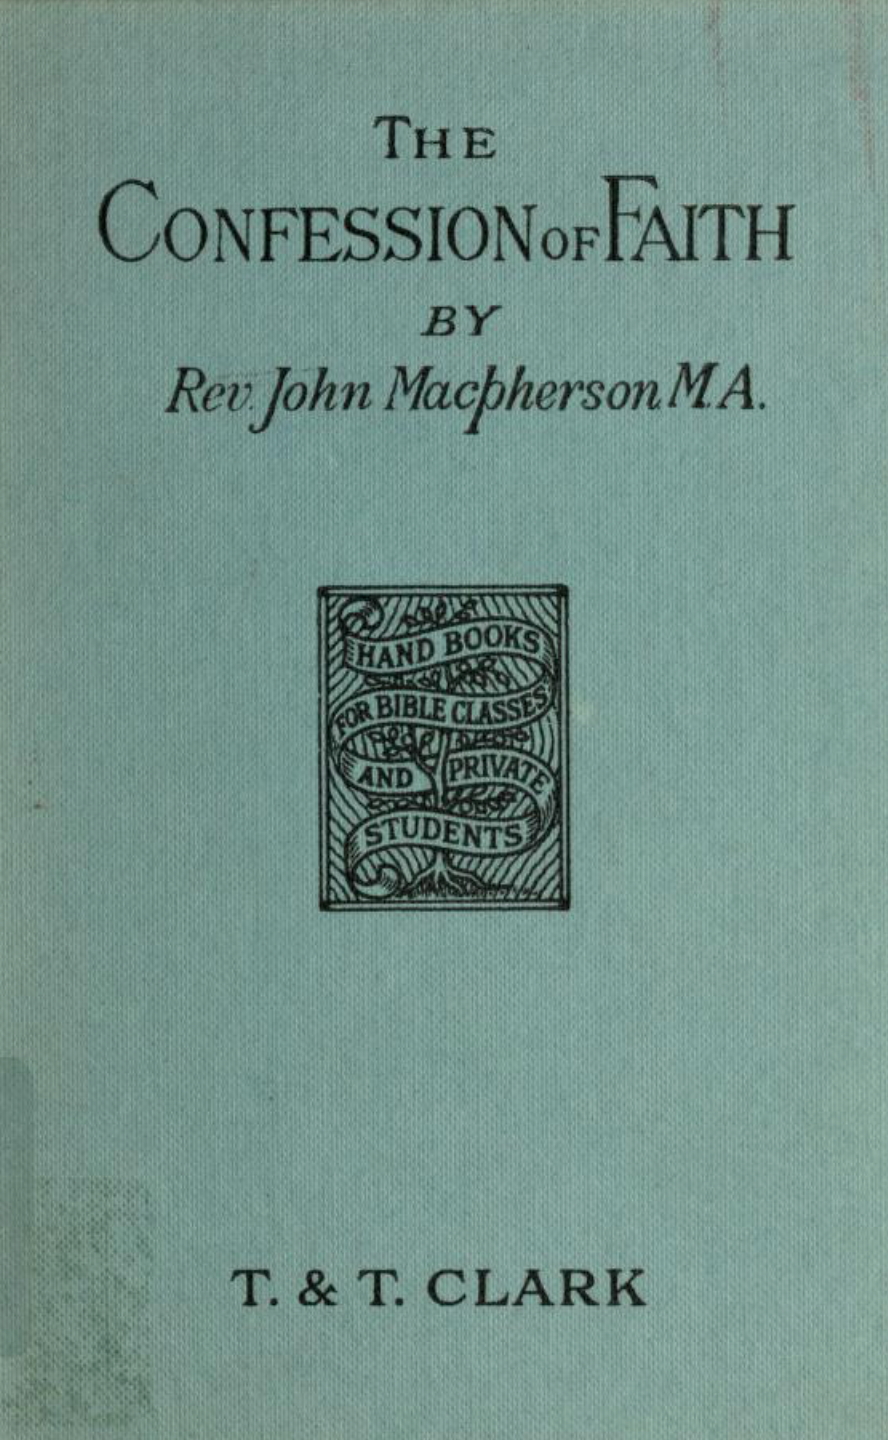 THE
CONFESSION OF FAITH
BY
Rev. John Macpherson M.A.
HAND BOOKS
FOR BIBLE CLASSES
AND PRIVATE
STUDENTS
T. & T. CLARK